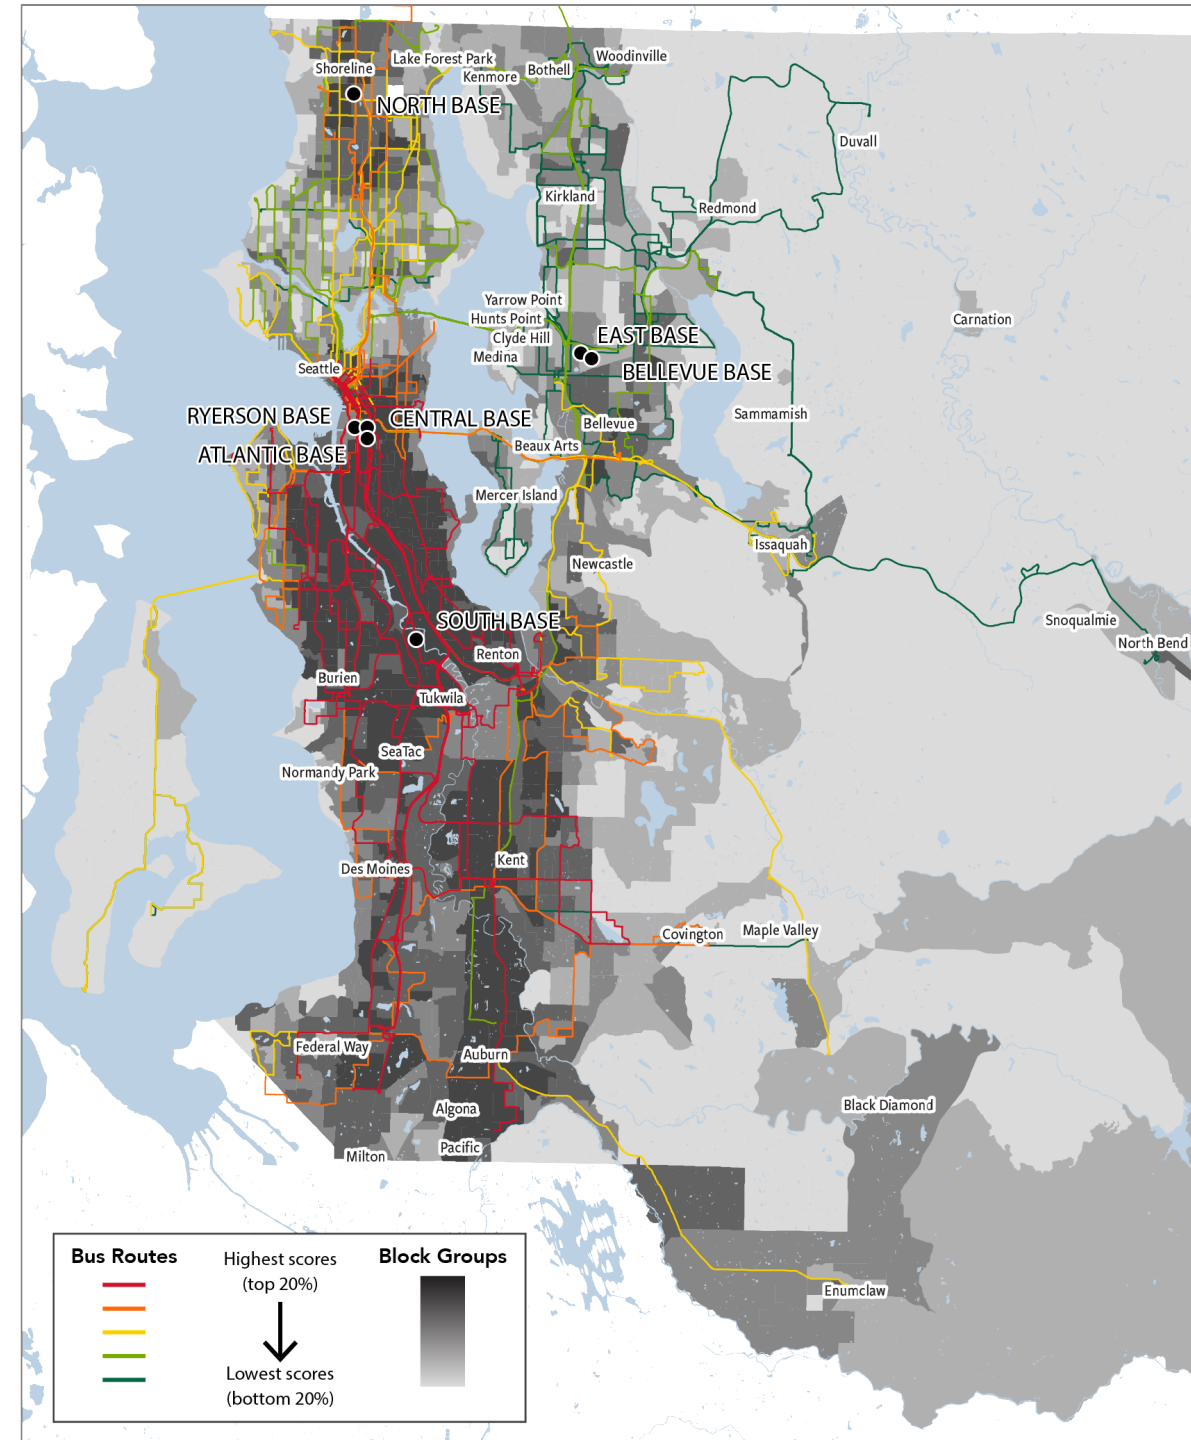 Woodinville
Lake Forest Park
Shoreline
Bothell
Kenmore
NORTH BASE
Duvall
Kirkland
Redmond
Yarrow Point
Hunts Point
Carnation
Clyde Hill
EAST BASE
Medina
Seattle
BELLEVUE BASE
RYERSON BASE
CENTRAL BASE
Sammamish
Bellevue
ATLANTIC BASE
Beaux Arts
Mercer Island
Issaquah
Newcastle
SOUTH BASE
Snoqualmie
North Bend
Renton
Burien
Tukwila
SeaTac
Normandy Park
Kent
Des Moines
Covington
Maple Valley
Federal Way
Auburn
Algona
Black Diamond
Pacific
Milton
Enumclaw
Bus Routes
Highest scores
(top 20%)
Lowest scores
(bottom 20%)
Block Groups